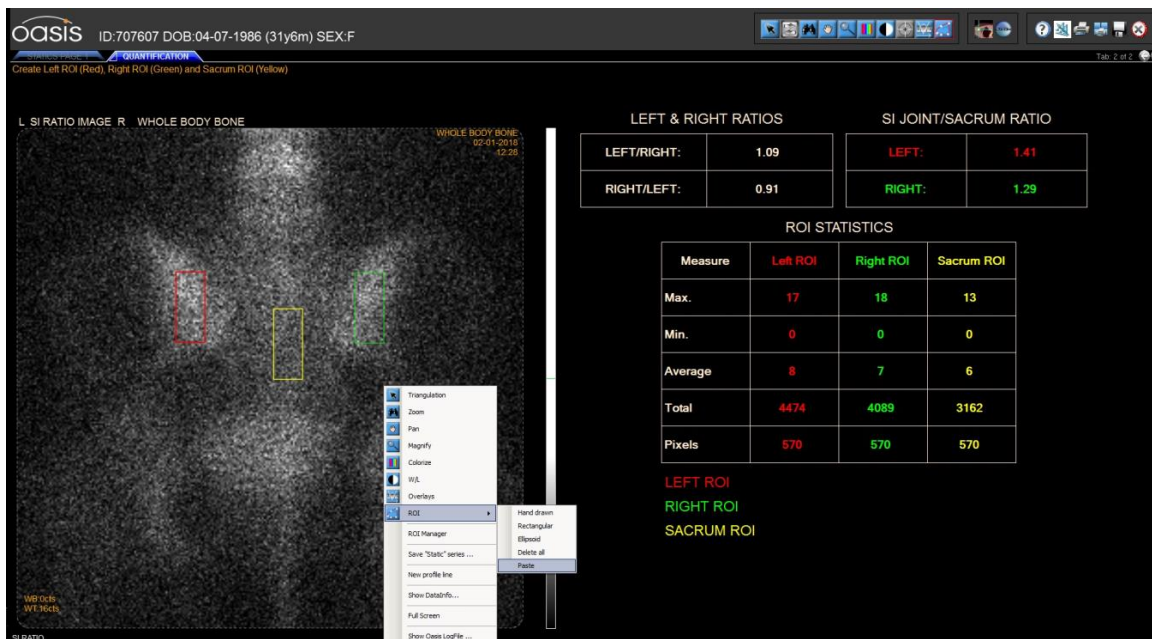 oasis ID:707607 DOB:04-07-1986 (31y6m) SEX:F
STATICS PAGE 1 QUANTIFICATION Tab: 2 of 2
Create Left ROI (Red), Right ROI (Green) and Sacrum ROI (Yellow)
L SI RATIO IMAGE R WHOLE BODY BONE
WHOLE BODY BONE
02-01-2018
12:26
LEFT & RIGHT RATIOS
LEFT/RIGHT: 1.09
RIGHT/LEFT: 0.91
SI JOINT/SACRUM RATIO
LEFT: 1.41
RIGHT: 1.29
ROI STATISTICS
Measure Left ROI Right ROI Sacrum ROI
Max. 17 18 13
Min. 0 0 0
Average 8 7 6
Total 4474 4089 3162
Pixels 570 570 570
LEFT ROI
RIGHT ROI
SACRUM ROI
Triangulation
Zoom
Pan
Magnify
Colorize
W/L
Overlays
ROI
ROI Manager
Save "Static" series ...
New profile line
Show DataInfo...
Full Screen
Show Oasis LogFile ...
Hand drawn
Rectangular
Ellipsoid
Delete all
Paste
WB:0cts
WT:16cts
SI RATIO